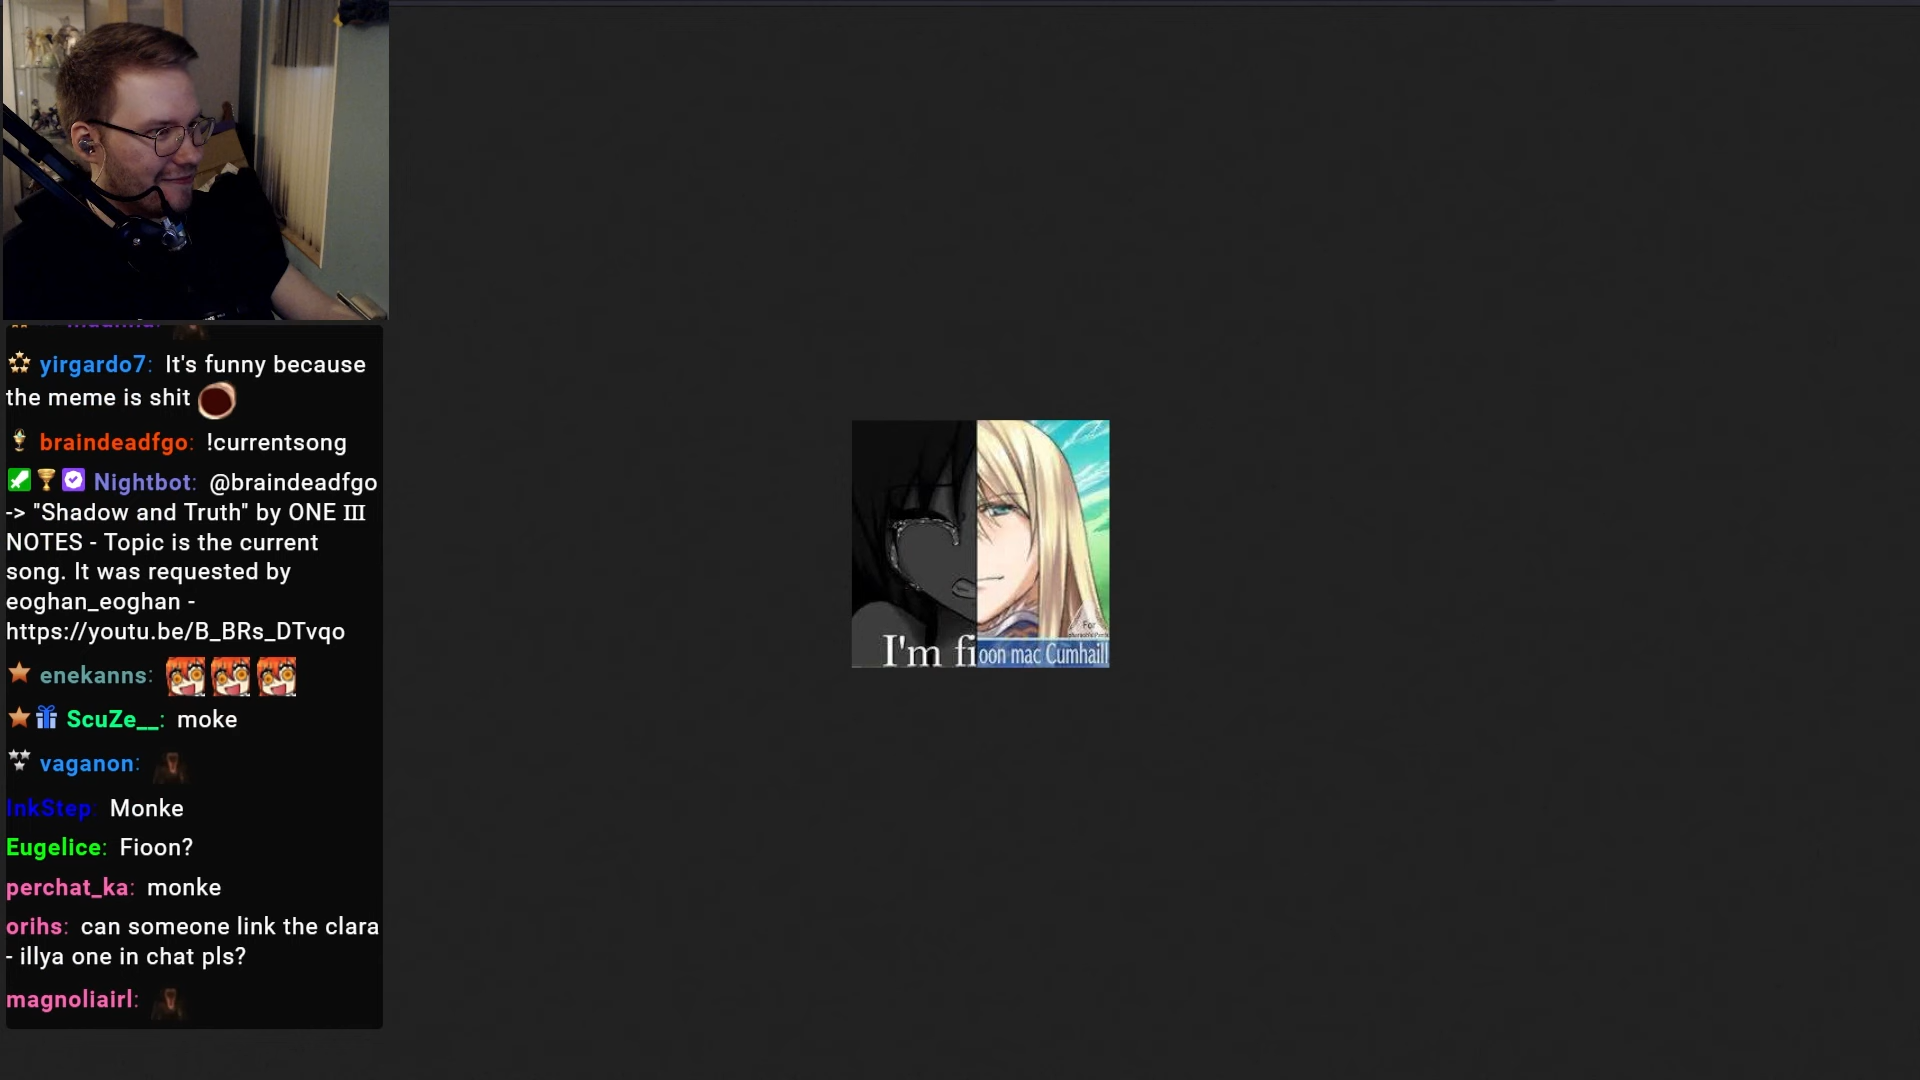 yirgardo7: It's funny because
the meme is shit
braindeadfgo: !currentsong
Nightbot: @braindeadfgo
-> "Shadow and Truth" by ONE III
NOTES - Topic is the current
song. It was requested by
eoghan_eoghan -
https://youtu.be/B_BRs_DTvqo
enekanns:
ScuZe__: moke
vaganon:
InkStep: Monke
Eugelice: Fioon?
perchat_ka: monke
orihs: can someone link the clara
- illya one in chat pls?
magnoliairl:
For
I'm fioon mac Cumhaill